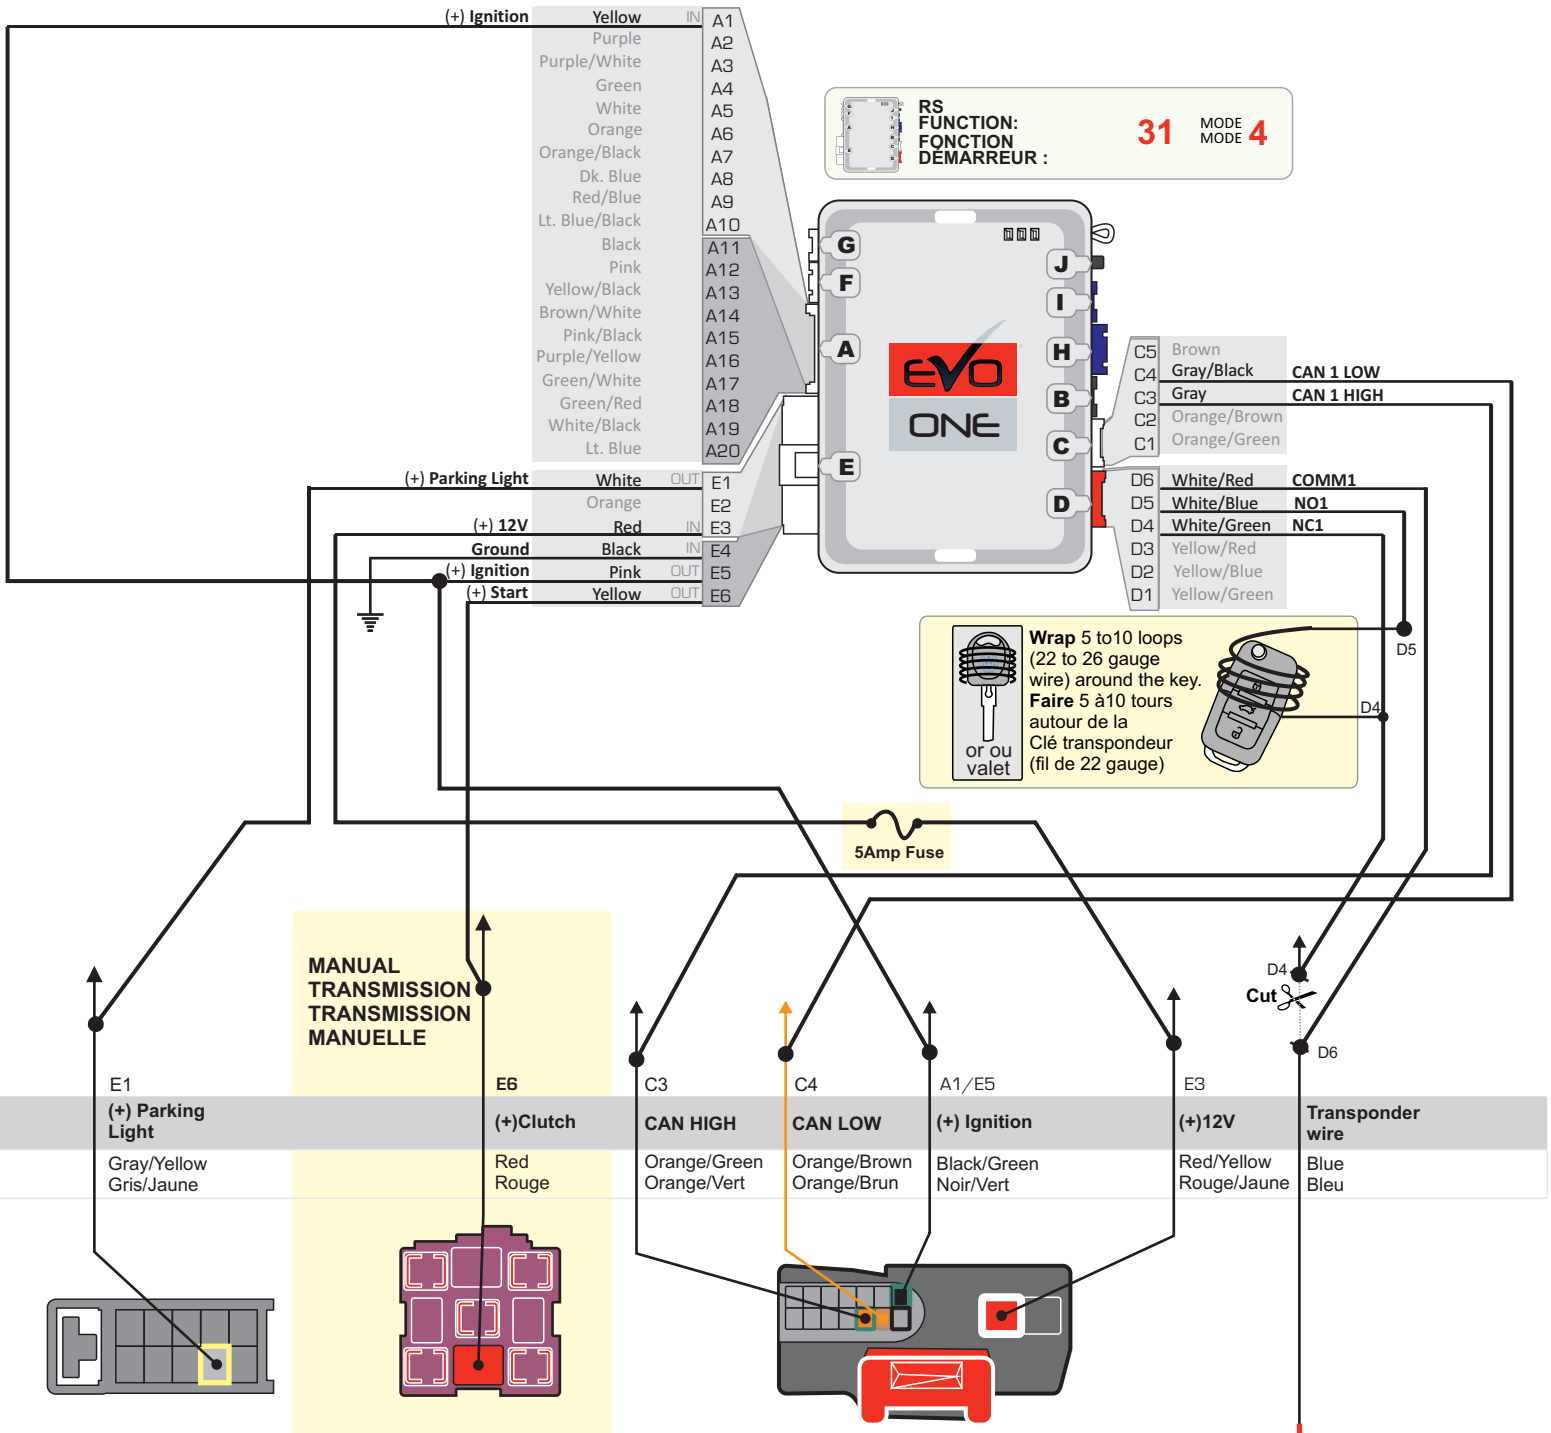 (+) Ignition Yellow IN A1
Purple A2
Purple/White A3
Green A4
White A5
Orange A6
Orange/Black A7
Dk. Blue A8
Red/Blue A9
Lt. Blue/Black A10
Black A11
Pink A12
Yellow/Black A13
Brown/White A14
Pink/Black A15
Purple/Yellow A16
Green/White A17
Green/Red A18
White/Black A19
Lt. Blue A20
(+) Parking Light White OUT E1
Orange E2
(+) 12V Red IN E3
Ground Black IN E4
(+) Ignition Pink OUT E5
(+) Start Yellow OUT E6
RS
FUNCTION:
FONCTION
DÉMARREUR :
31
MODE
MODE
4
G
F
A
E
J
I
H
B
C
D
EVO
ONE
C5 Brown
C4 Gray/Black CAN 1 LOW
C3 Gray CAN 1 HIGH
C2 Orange/Brown
C1 Orange/Green
D6 White/Red COMM1
D5 White/Blue NO1
D4 White/Green NC1
D3 Yellow/Red
D2 Yellow/Blue
D1 Yellow/Green
Wrap 5 to10 loops
(22 to 26 gauge
wire) around the key.
Faire 5 à10 tours
autour de la
Clé transpondeur
(fil de 22 gauge)
or ou
valet
D5
D4
5Amp Fuse
MANUAL
TRANSMISSION
TRANSMISSION
MANUELLE
D4
Cut
D6
E1
E6
C3
C4
A1/E5
E3
(+) Parking
Light
(+)Clutch
CAN HIGH
CAN LOW
(+) Ignition
(+)12V
Transponder
wire
Gray/Yellow
Gris/Jaune
Red
Rouge
Orange/Green
Orange/Vert
Orange/Brown
Orange/Brun
Black/Green
Noir/Vert
Red/Yellow
Rouge/Jaune
Blue
Bleu